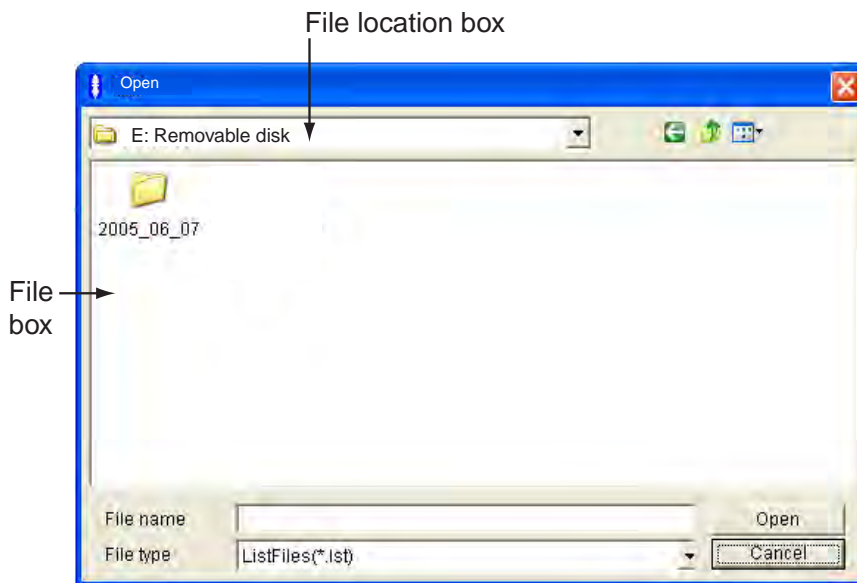 File location box
Open
E: Removable disk
2005_06_07
File
box
File name
Open
File type
ListFiles(*.lst)
Cancel